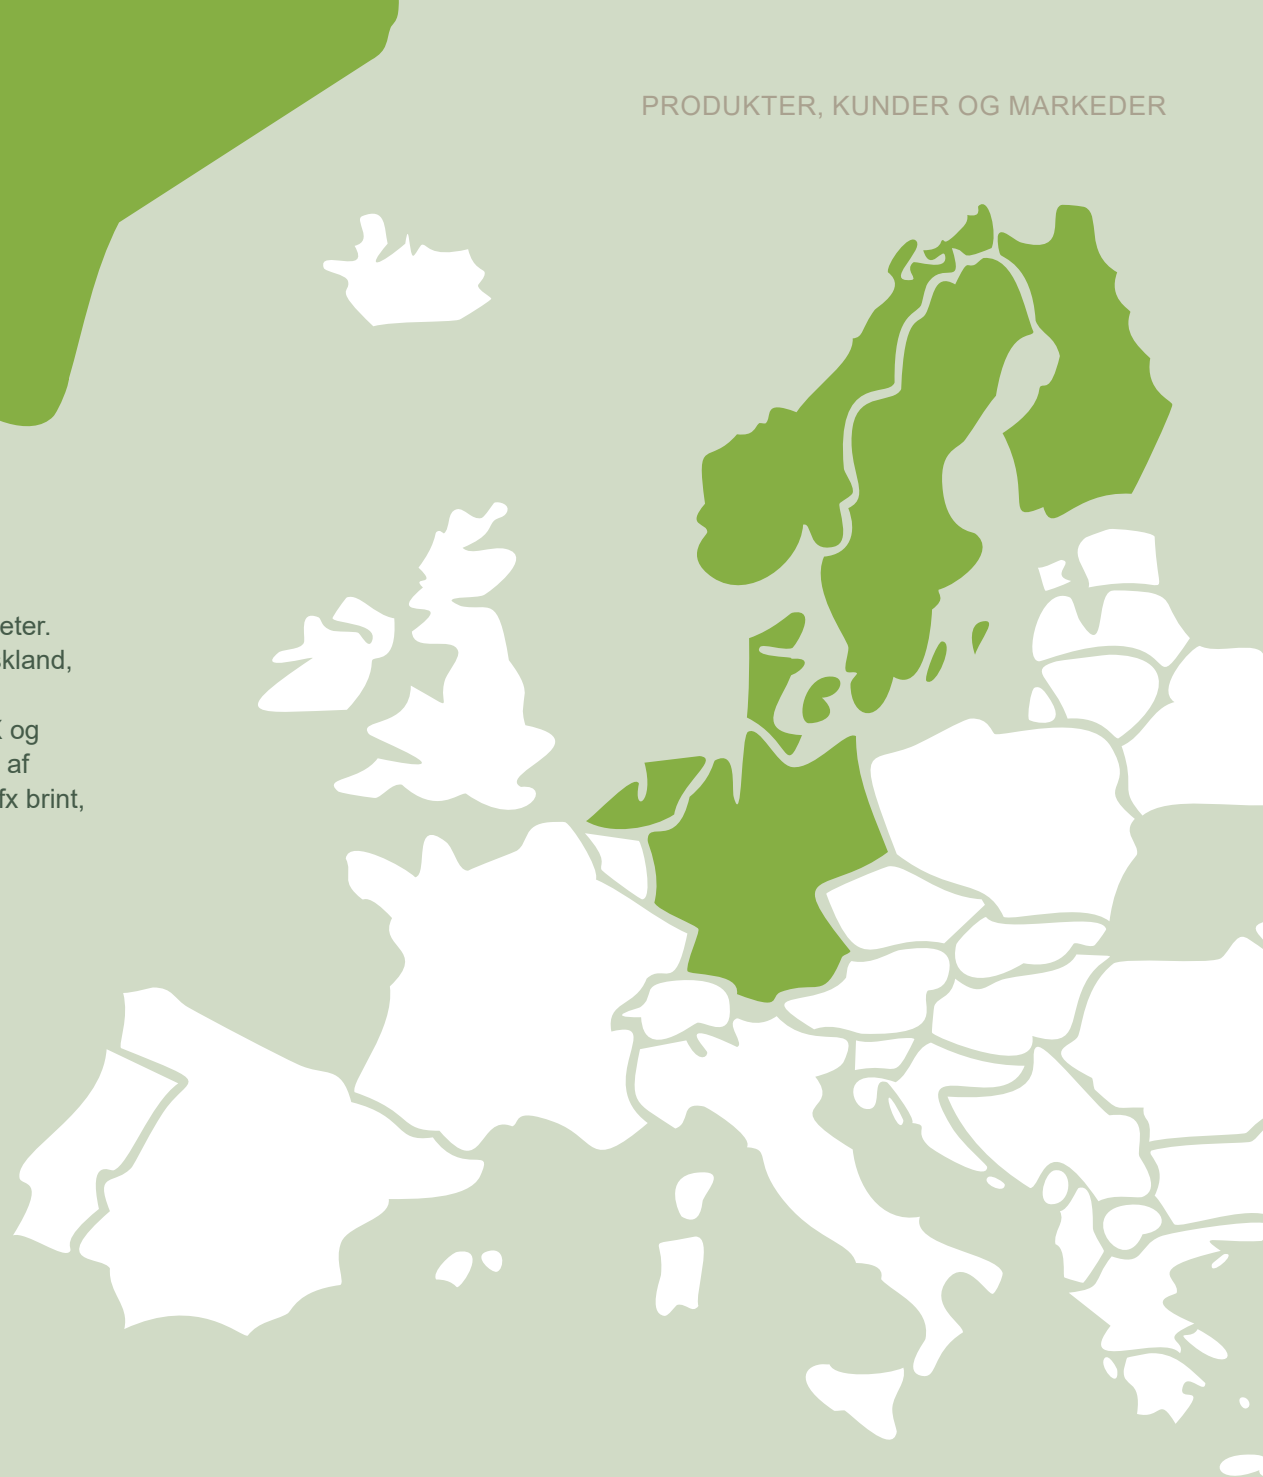 PRODUKTER, KUNDER OG MARKEDER
eter.
kland,
og
af
fx brint,